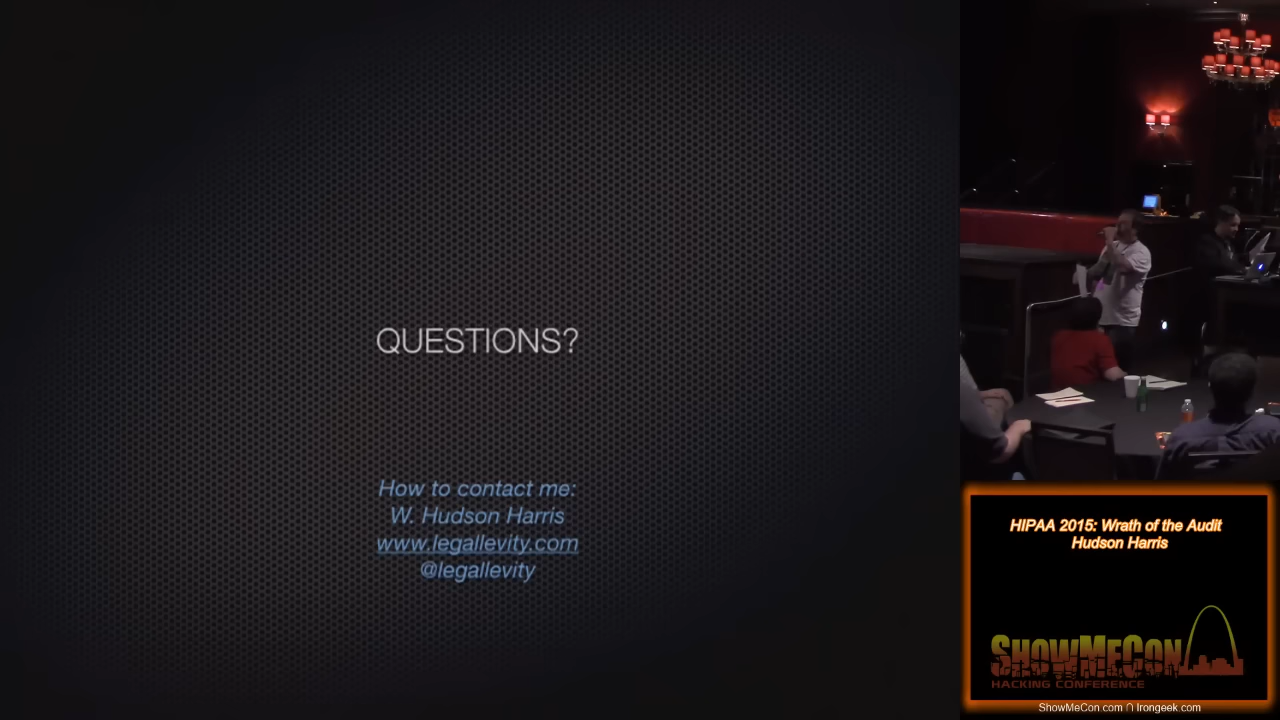 QUESTIONS?
How to contact me:
W. Hudson Harris
www.legallevity.com
@legallevity
HIPAA 2015: Wrath of the Audit
Hudson Harris
SHOWMECON
HACKING CONFERENCE
ShowMeCon.com ∩ Irongeek.com